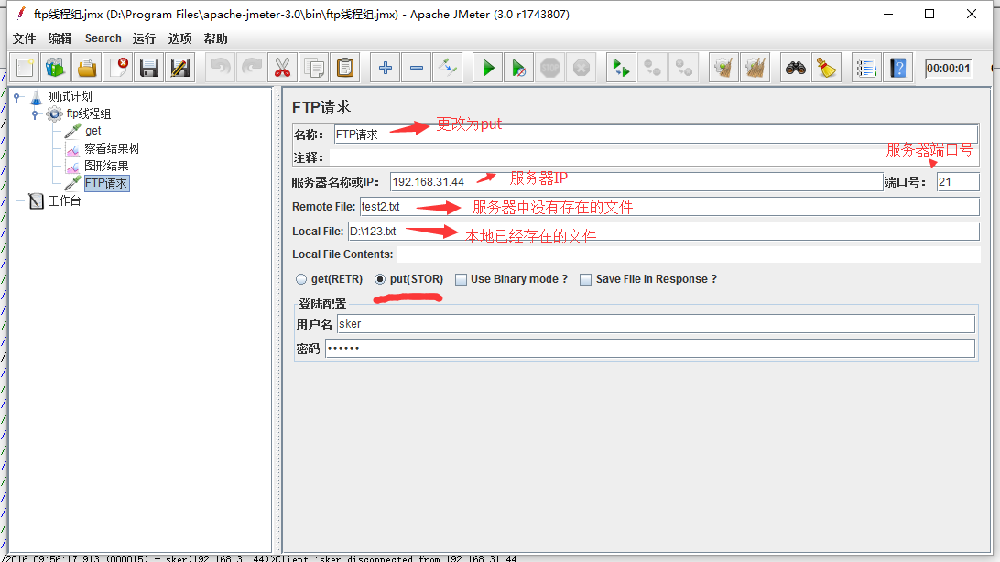 ftp线程组.jmx (D:\Program Files\apache-jmeter-3.0\bin\ftp线程组.jmx) - Apache JMeter (3.0 r1743807)
文件 编辑 Search 运行 选项 帮助
STOP
00:00:01
测试计划
ftp线程组
get
察看结果树
图形结果
FTP请求
工作台
FTP请求
名称： FTP请求 更改为put
注释：
服务器端口号
服务器名称或IP： 192.168.31.44 服务器IP 端口号： 21
Remote File: test2.txt 服务器中没有存在的文件
Local File: D:\123.txt 本地已经存在的文件
Local File Contents:
get(RETR) put(STOR) Use Binary mode ? Save File in Response ?
登陆配置
用户名 sker
密码 ••••••
/2016 09:56:17.913 (000015) - sker(192.168.31.44)>Client :sker disconnected from 192.168.31.44